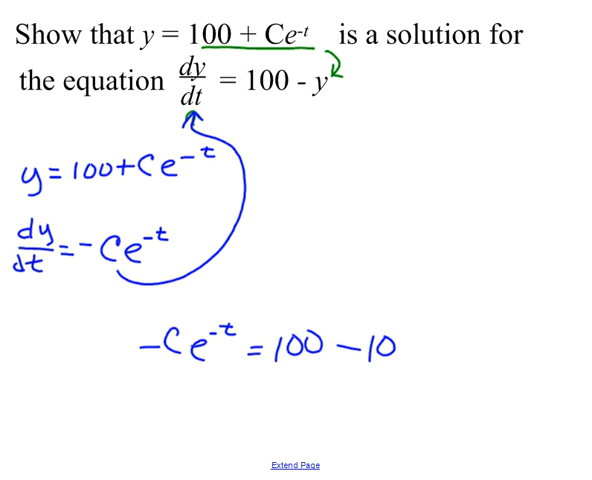 Show that y = 100 + Ce⁻ᵗ is a solution for
the equation dy/dt = 100 - y
y = 100 + Ce⁻ᵗ
dy/dt = -Ce⁻ᵗ
-Ce⁻ᵗ = 100 - 10
Extend Page